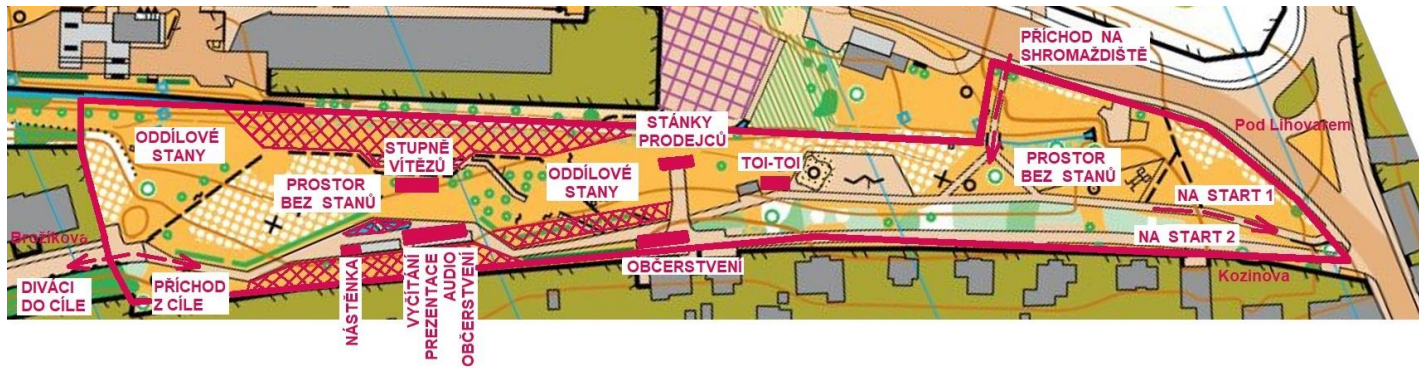 PŘÍCHOD NA
SHROMAŽDIŠTĚ
Pod Lihovarem
ODDÍLOVÉ
STANY
STUPNĚ
VÍTĚZŮ
STÁNKY
PRODEJCŮ
TOI-TOI
PROSTOR
BEZ STANŮ
PROSTOR
BEZ STANŮ
ODDÍLOVÉ
STANY
NA START 1
NA START 2
Brožíkova
DIVÁCI
DO CÍLE
PŘÍCHOD
Z CÍLE
NÁSTĚNKA
VYČÍTÁNÍ
PREZENTACE
AUDIO
OBČERSTVENÍ
OBČERSTVENÍ
Kozinova